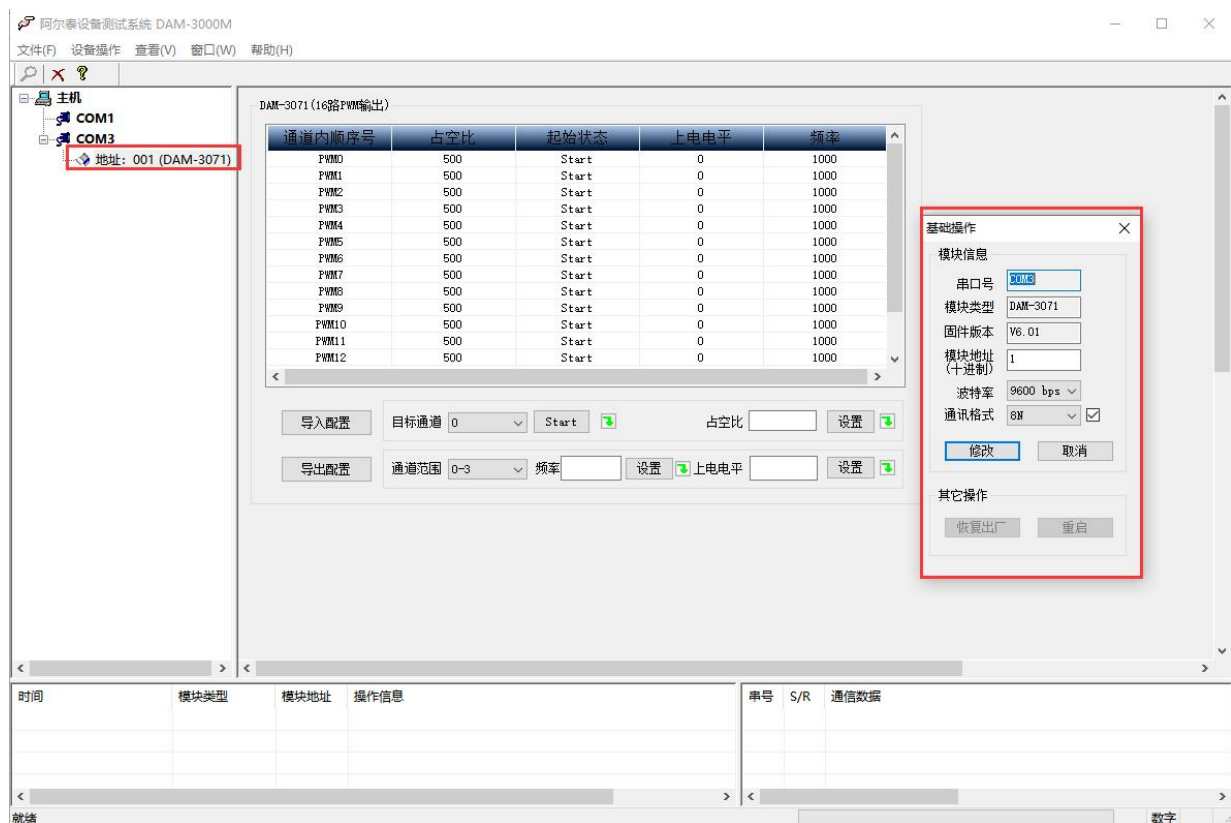 阿尔泰设备测试系统 DAM-3000M
文件(F) 设备操作 查看(V) 窗口(W) 帮助(H)
主机
COM1
COM3
地址：001 (DAM-3071)
DAM-3071(16路PWM输出)
通道内顺序号 占空比 起始状态 上电电平 频率
PWM0 500 Start 0 1000
PWM1 500 Start 0 1000
PWM2 500 Start 0 1000
PWM3 500 Start 0 1000
PWM4 500 Start 0 1000
PWM5 500 Start 0 1000
PWM6 500 Start 0 1000
PWM7 500 Start 0 1000
PWM8 500 Start 0 1000
PWM9 500 Start 0 1000
PWM10 500 Start 0 1000
PWM11 500 Start 0 1000
PWM12 500 Start 0 1000
导入配置 目标通道 0 Start 占空比 设置
导出配置 通道范围 0-3 频率 设置 上电电平 设置
基础操作
模块信息
串口号 COM3
模块类型 DAM-3071
固件版本 V6.01
模块地址 1
(十进制)
波特率 9600 bps
通讯格式 8N
修改 取消
其它操作
恢复出厂 重启
时间 模块类型 模块地址 操作信息
串号 S/R 通信数据
就绪 数字